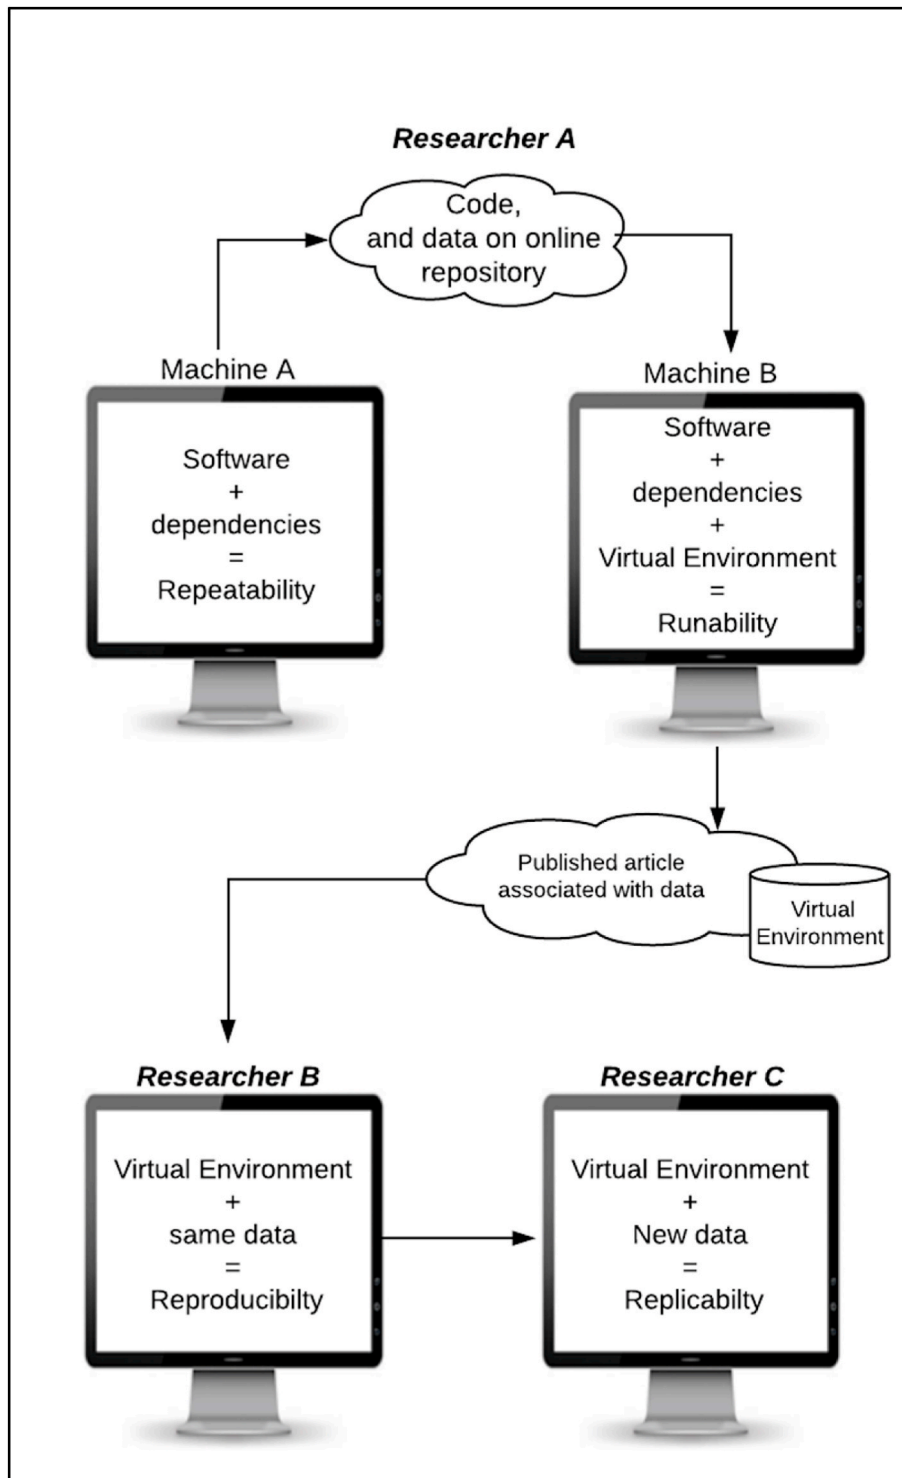 Researcher A
Code,
and data on online
repository
Machine A
Software
+
dependencies
=
Repeatability
Machine B
Software
+
dependencies
+
Virtual Environment
=
Runability
Published article
associated with data
Virtual
Environment
Researcher B
Virtual Environment
+
same data
=
Reproducibilty
Researcher C
Virtual Environment
+
New data
=
Replicabilty